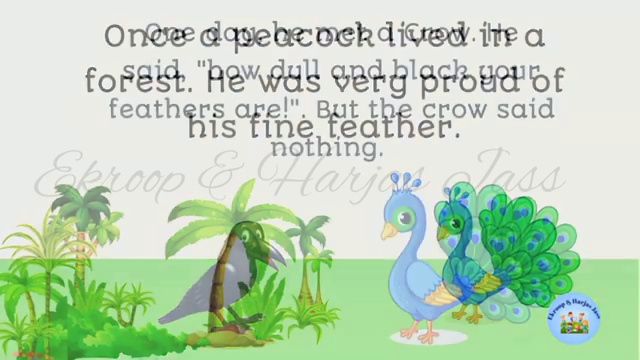 Once a peacock lived in a
forest. He was very proud of
his fine feather.
One day, he met a Crow. He
said, "how dull and black your
feathers are!". But the crow said
nothing.
Ekroop & Harjas Jass
Ekroop & Harjas Jass